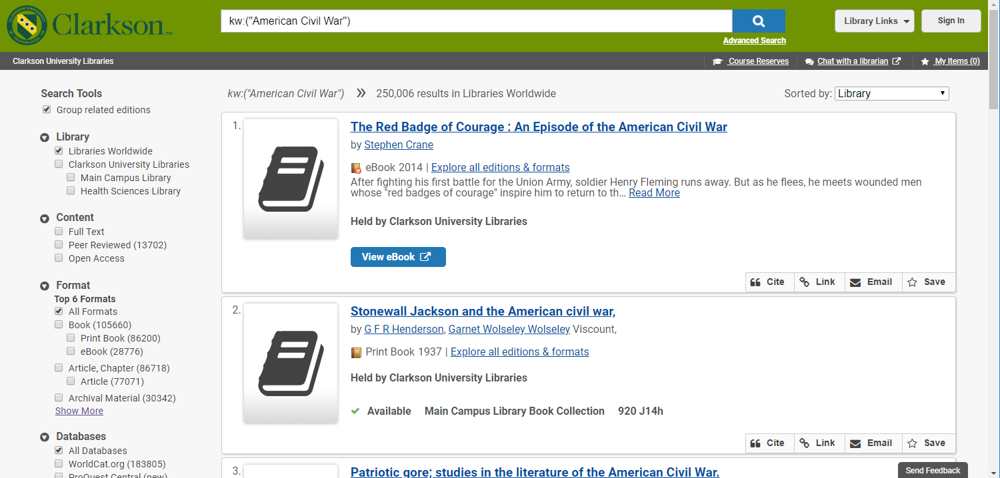 Clarkson
TM
kw:("American Civil War")
Library Links
Sign In
Advanced Search
Clarkson University Libraries
Course Reserves
Chat with a librarian
My Items (0)
Search Tools
Group related editions
Library
Libraries Worldwide
Clarkson University Libraries
Main Campus Library
Health Sciences Library
Content
Full Text
Peer Reviewed (13702)
Open Access
Format
Top 6 Formats
All Formats
Book (105660)
Print Book (86200)
eBook (28776)
Article, Chapter (86718)
Article (77071)
Archival Material (30342)
Show More
Databases
All Databases
WorldCat.org (183805)
ProQuest Central (new)
kw:("American Civil War") » 250,006 results in Libraries Worldwide
Sorted by: Library
1.
The Red Badge of Courage : An Episode of the American Civil War
by Stephen Crane
eBook 2014 | Explore all editions & formats
After fighting his first battle for the Union Army, soldier Henry Fleming runs away. But as he flees, he meets wounded men
whose "red badges of courage" inspire him to return to th... Read More
Held by Clarkson University Libraries
View eBook
Cite
Link
Email
Save
2.
Stonewall Jackson and the American civil war,
by G F R Henderson, Garnet Wolseley Wolseley Viscount,
Print Book 1937 | Explore all editions & formats
Held by Clarkson University Libraries
Available Main Campus Library Book Collection 920 J14h
Cite
Link
Email
Save
3.
Patriotic gore; studies in the literature of the American Civil War.
Send Feedback